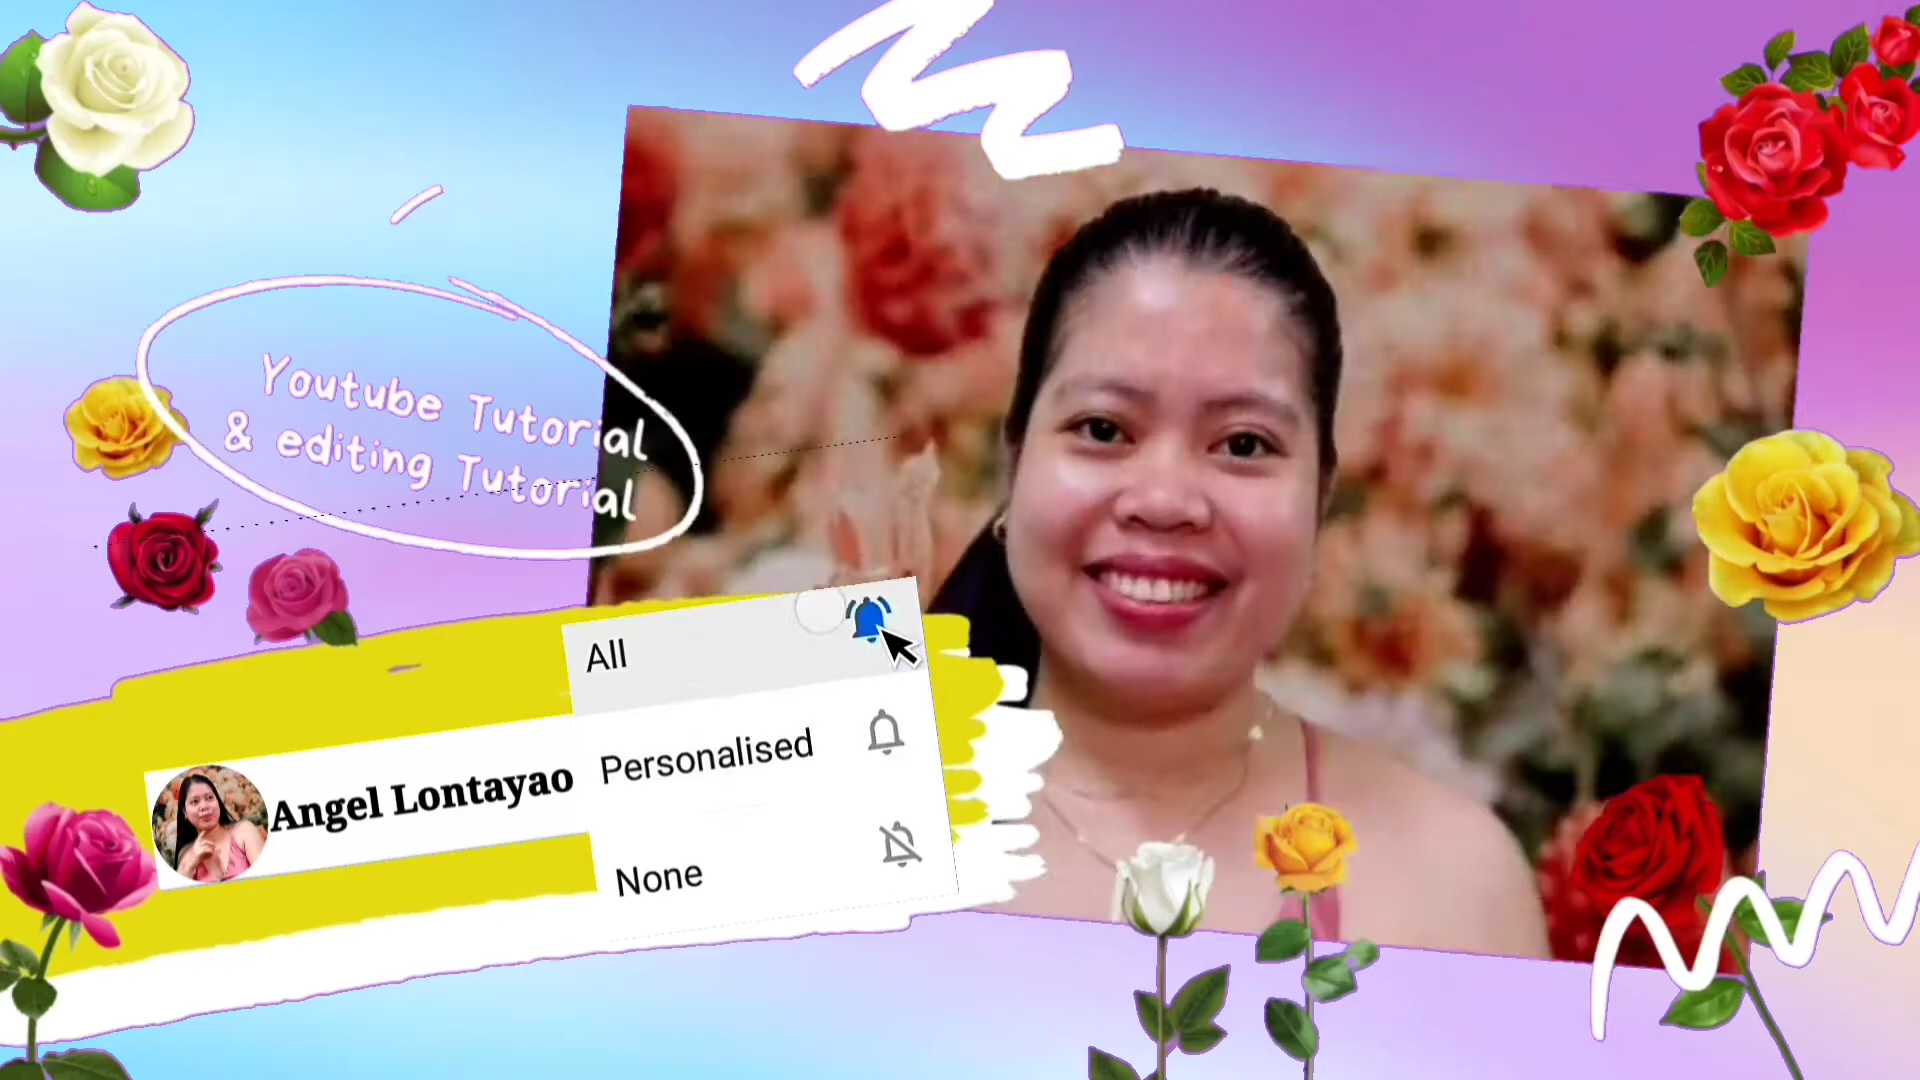 Youtube Tutorial
& editing Tutorial
All
Angel Lontayao
Personalised
None